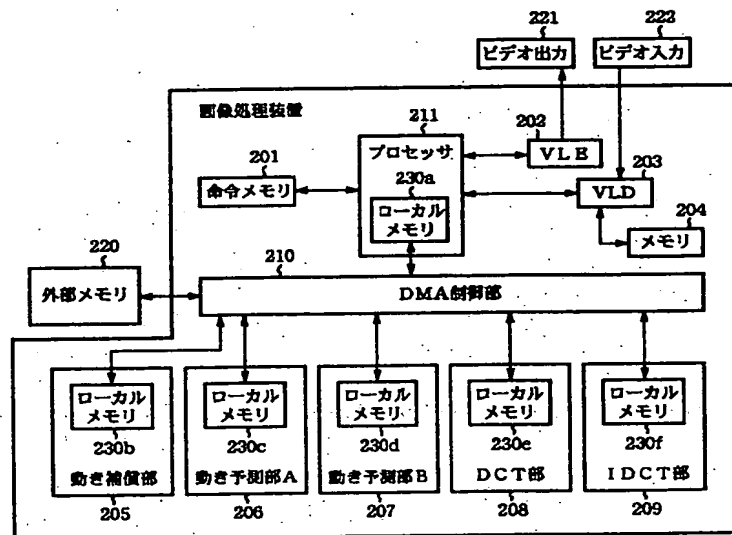 221
222
ビデオ出力
ビデオ入力
画像処理装置
211
202
プロセッサ
VLE
203
201
230a
VLD
命令メモリ
ローカル
メモリ
204
メモリ
220
210
外部メモリ
DMA制御部
ローカル
メモリ
ローカル
メモリ
ローカル
メモリ
ローカル
メモリ
ローカル
メモリ
230b
230c
230d
230e
230f
動き補償部
動き予測部A
動き予測部B
DCT部
IDCT部
205
206
207
208
209